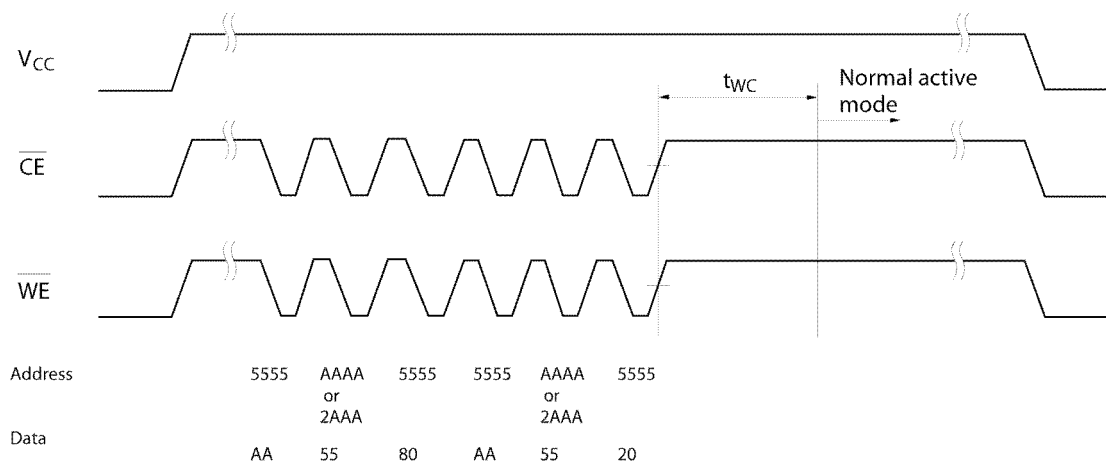 VCC
tWC
Normal active
mode
CE
WE
Address 5555 AAAA 5555 5555 AAAA 5555
or or
2AAA 2AAA
Data
AA 55 80 AA 55 20